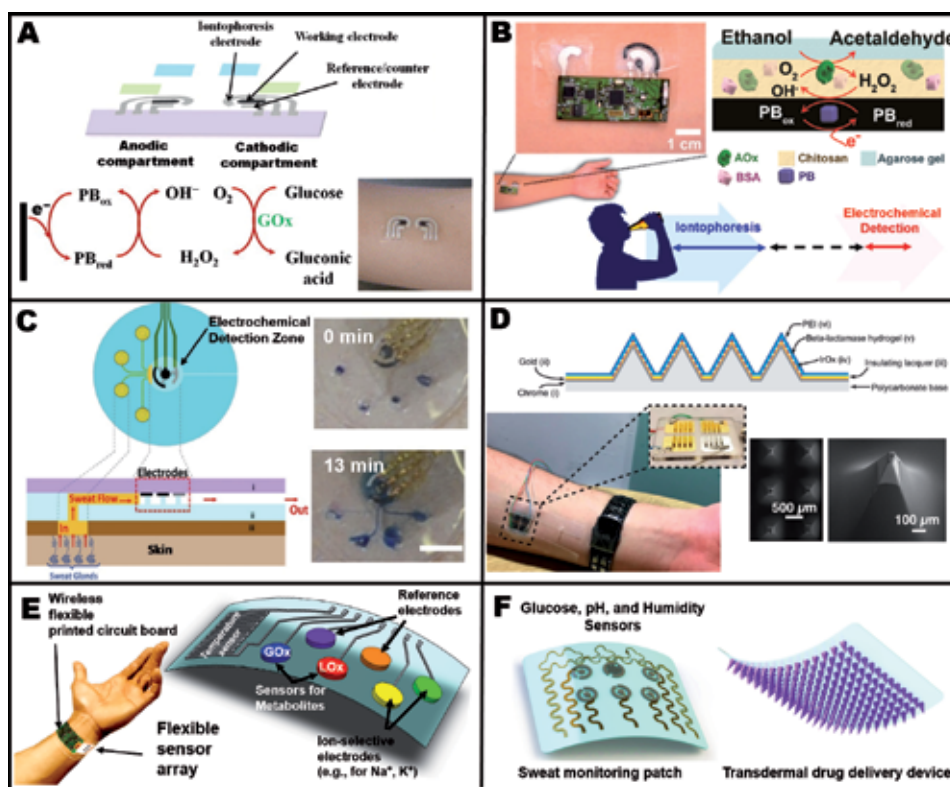 A
Iontophoresis
electrode
Working electrode
Reference/counter
electrode
Anodic
compartment
Cathodic
compartment
e⁻
PBox
OH⁻
O₂
Glucose
GOx
PBred
H₂O₂
Gluconic
acid
B
1 cm
Ethanol
Acetaldehyde
O₂
OH⁻
H₂O₂
PBox
PBred
e⁻
AOx
Chitosan
Agarose gel
BSA
PB
Iontophoresis
Electrochemical
Detection
C
Electrochemical
Detection Zone
0 min
13 min
Electrodes
Sweat Flow
i
ii
iii
In
Out
Skin
Sweat Glands
D
PEI (vi)
Beta-lactamase hydrogel (v)
IrOx (iv)
Gold (ii)
Insulating lacquer (iii)
Chrome (i)
Polycarbonate base
500 µm
100 µm
E
Wireless
flexible
printed circuit board
Flexible
sensor
array
Temperature
sensor
Reference
electrodes
GOx
LOx
Sensors for
Metabolites
Ion-selective
electrodes
(e.g., for Na⁺, K⁺)
F
Glucose, pH, and Humidity
Sensors
Sweat monitoring patch
Transdermal drug delivery device